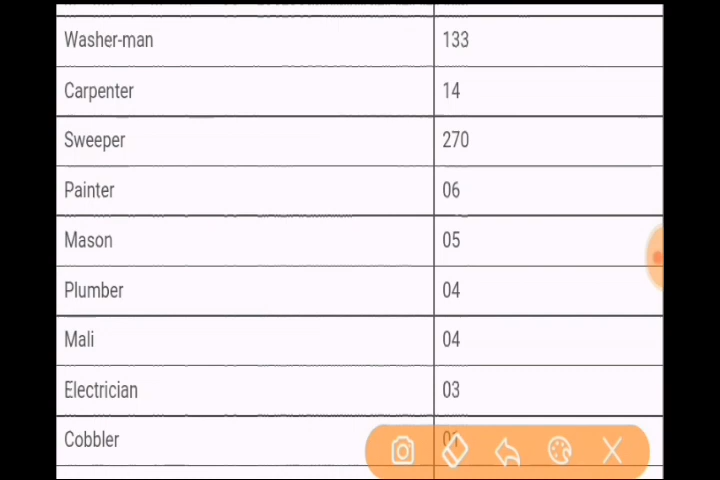 Washer-man 133
Carpenter 14
Sweeper 270
Painter 06
Mason 05
Plumber 04
Mali 04
Electrician 03
Cobbler